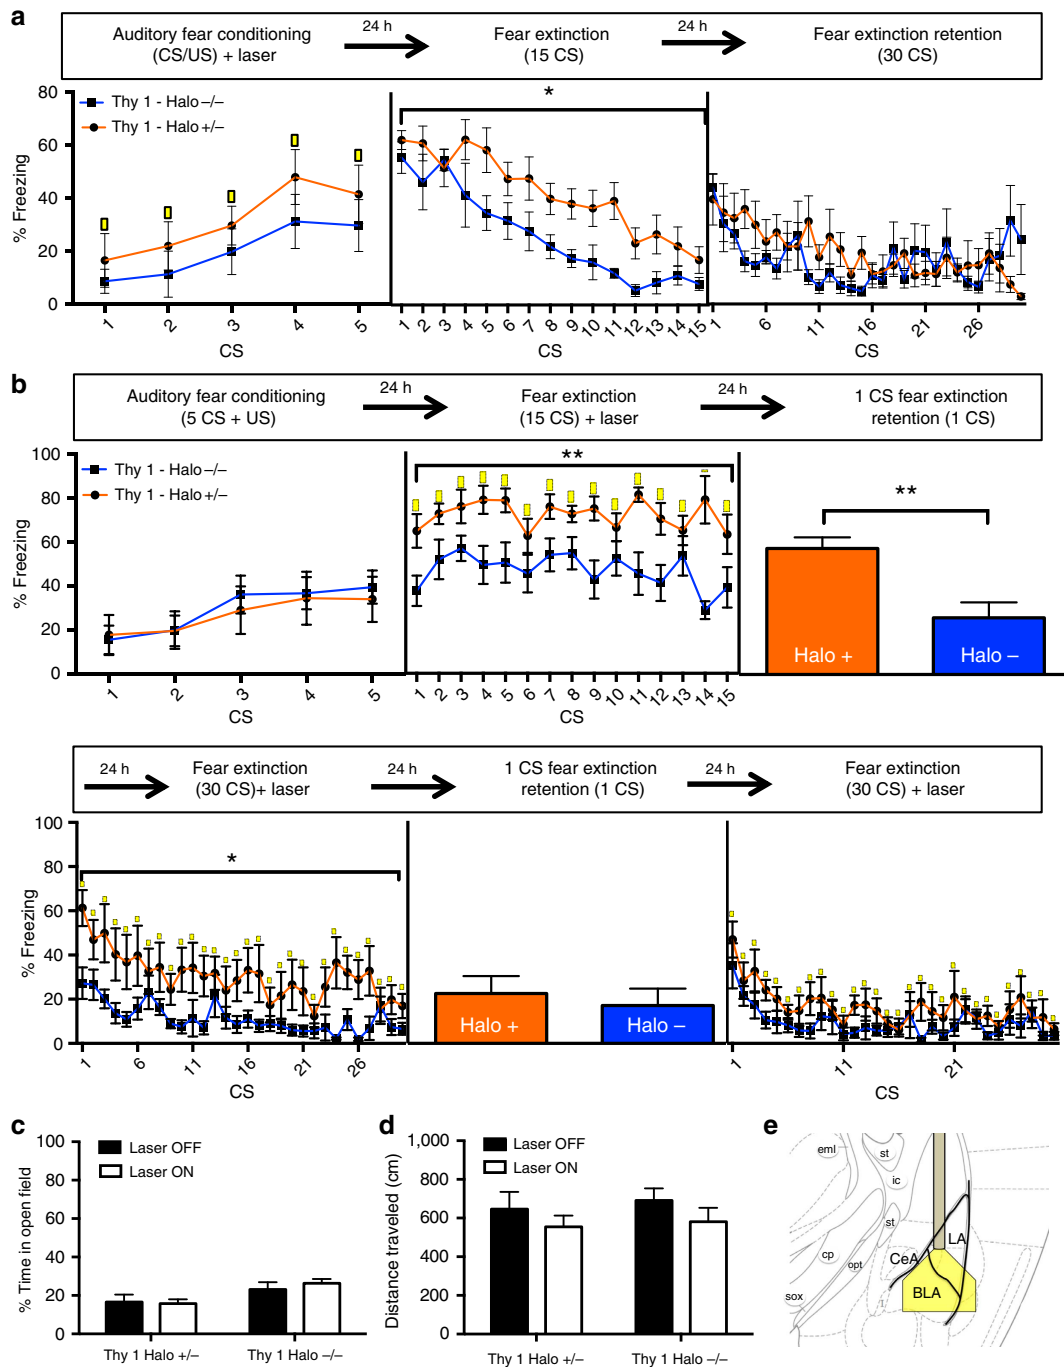 a
Auditory fear conditioning
(CS/US) + laser
24 h
Fear extinction
(15 CS)
24 h
Fear extinction retention
(30 CS)
% Freezing
80
60
40
20
0
Thy 1 - Halo –/–
Thy 1 - Halo +/–
*
1 2 3 4 5
CS
1 2 3 4 5 6 7 8 9 10 11 12 13 14 15
CS
1 6 11 16 21 26
CS
b
Auditory fear conditioning
(5 CS + US)
24 h
Fear extinction
(15 CS) + laser
24 h
1 CS fear extinction
retention (1 CS)
% Freezing
100
80
60
40
20
0
Thy 1 - Halo –/–
Thy 1 - Halo +/–
**
**
Halo +
Halo –
1 2 3 4 5
CS
1 2 3 4 5 6 7 8 9 10 11 12 13 14 15
CS
24 h
Fear extinction
(30 CS)+ laser
24 h
1 CS fear extinction
retention (1 CS)
24 h
Fear extinction
(30 CS) + laser
% Freezing
100
80
60
40
20
0
*
Halo +
Halo –
1 6 11 16 21 26
CS
1 11 21
CS
c
% Time in open field
100
80
60
40
20
0
Laser OFF
Laser ON
Thy 1 Halo +/–
Thy 1 Halo –/–
d
Distance traveled (cm)
1,000
800
600
400
200
0
Laser OFF
Laser ON
Thy 1 Halo +/–
Thy 1 Halo –/–
e
eml
st
ic
st
cp
opt
sox
CeA
LA
BLA